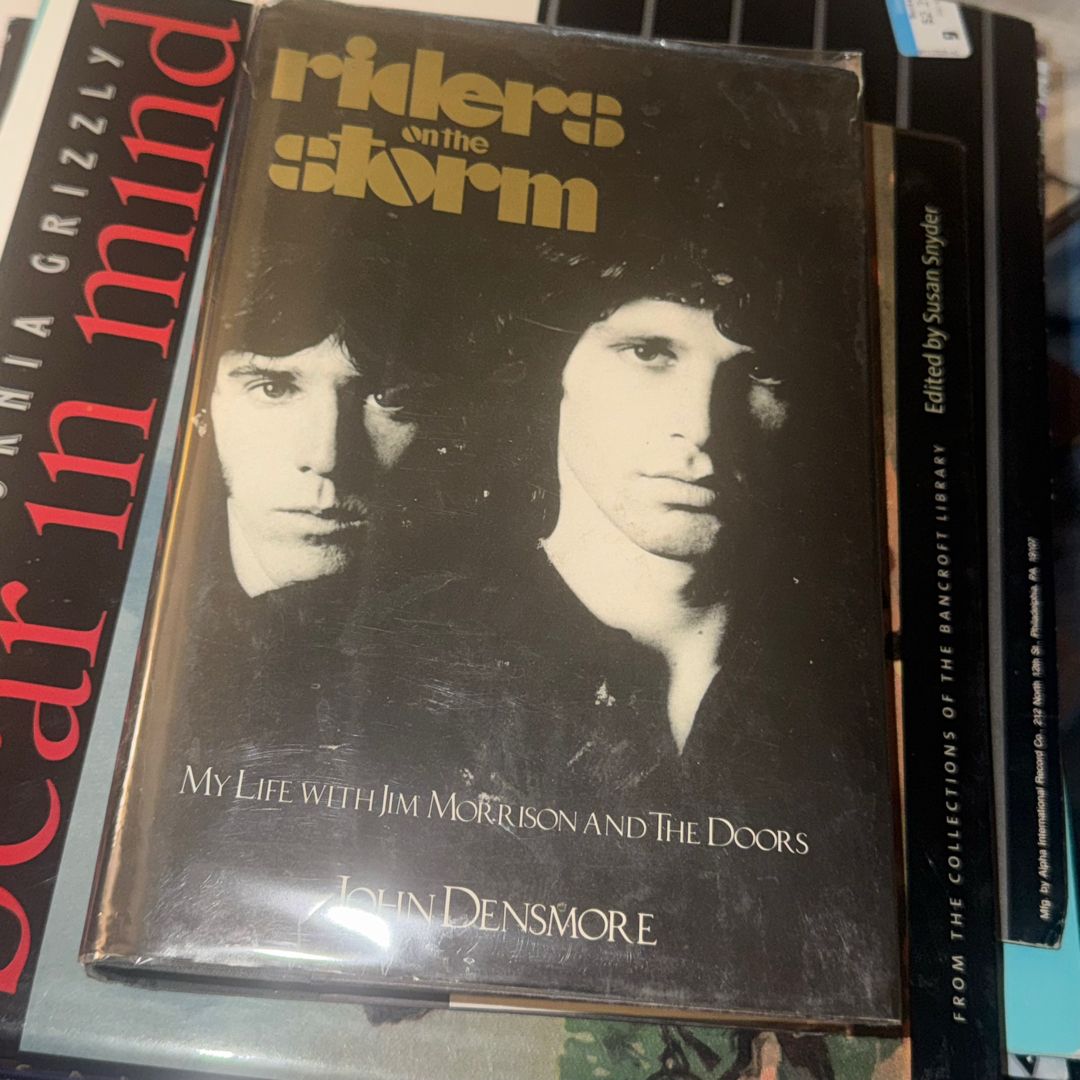 riders
on the
storm
MY LIFE WITH JIM MORRISON AND THE DOORS
JOHN DENSMORE
GRIZZLY
Bear in mind
Edited by Susan Snyder
FROM THE COLLECTIONS OF THE BANCROFT LIBRARY
Mfg. by Alpha International Record Co., 212 North 12th St. Philadelphia, PA. 19107